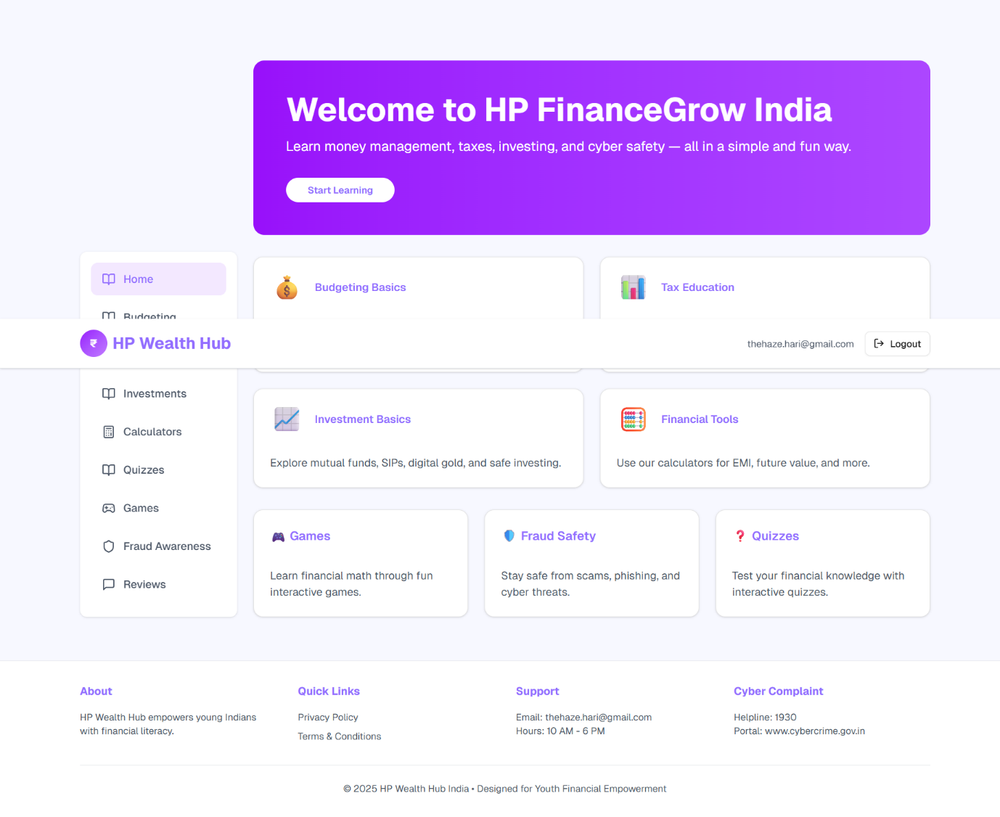 Welcome to HP FinanceGrow India
Learn money management, taxes, investing, and cyber safety — all in a simple and fun way.
Start Learning
Home
Budgeting
Budgeting Basics
Tax Education
₹ HP Wealth Hub
thehaze.hari@gmail.com
Logout
Investments
Calculators
Quizzes
Games
Fraud Awareness
Reviews
Investment Basics
Explore mutual funds, SIPs, digital gold, and safe investing.
Financial Tools
Use our calculators for EMI, future value, and more.
Games
Learn financial math through fun
interactive games.
Fraud Safety
Stay safe from scams, phishing, and
cyber threats.
Quizzes
Test your financial knowledge with
interactive quizzes.
About
HP Wealth Hub empowers young Indians
with financial literacy.
Quick Links
Privacy Policy
Terms & Conditions
Support
Email: thehaze.hari@gmail.com
Hours: 10 AM - 6 PM
Cyber Complaint
Helpline: 1930
Portal: www.cybercrime.gov.in
© 2025 HP Wealth Hub India • Designed for Youth Financial Empowerment